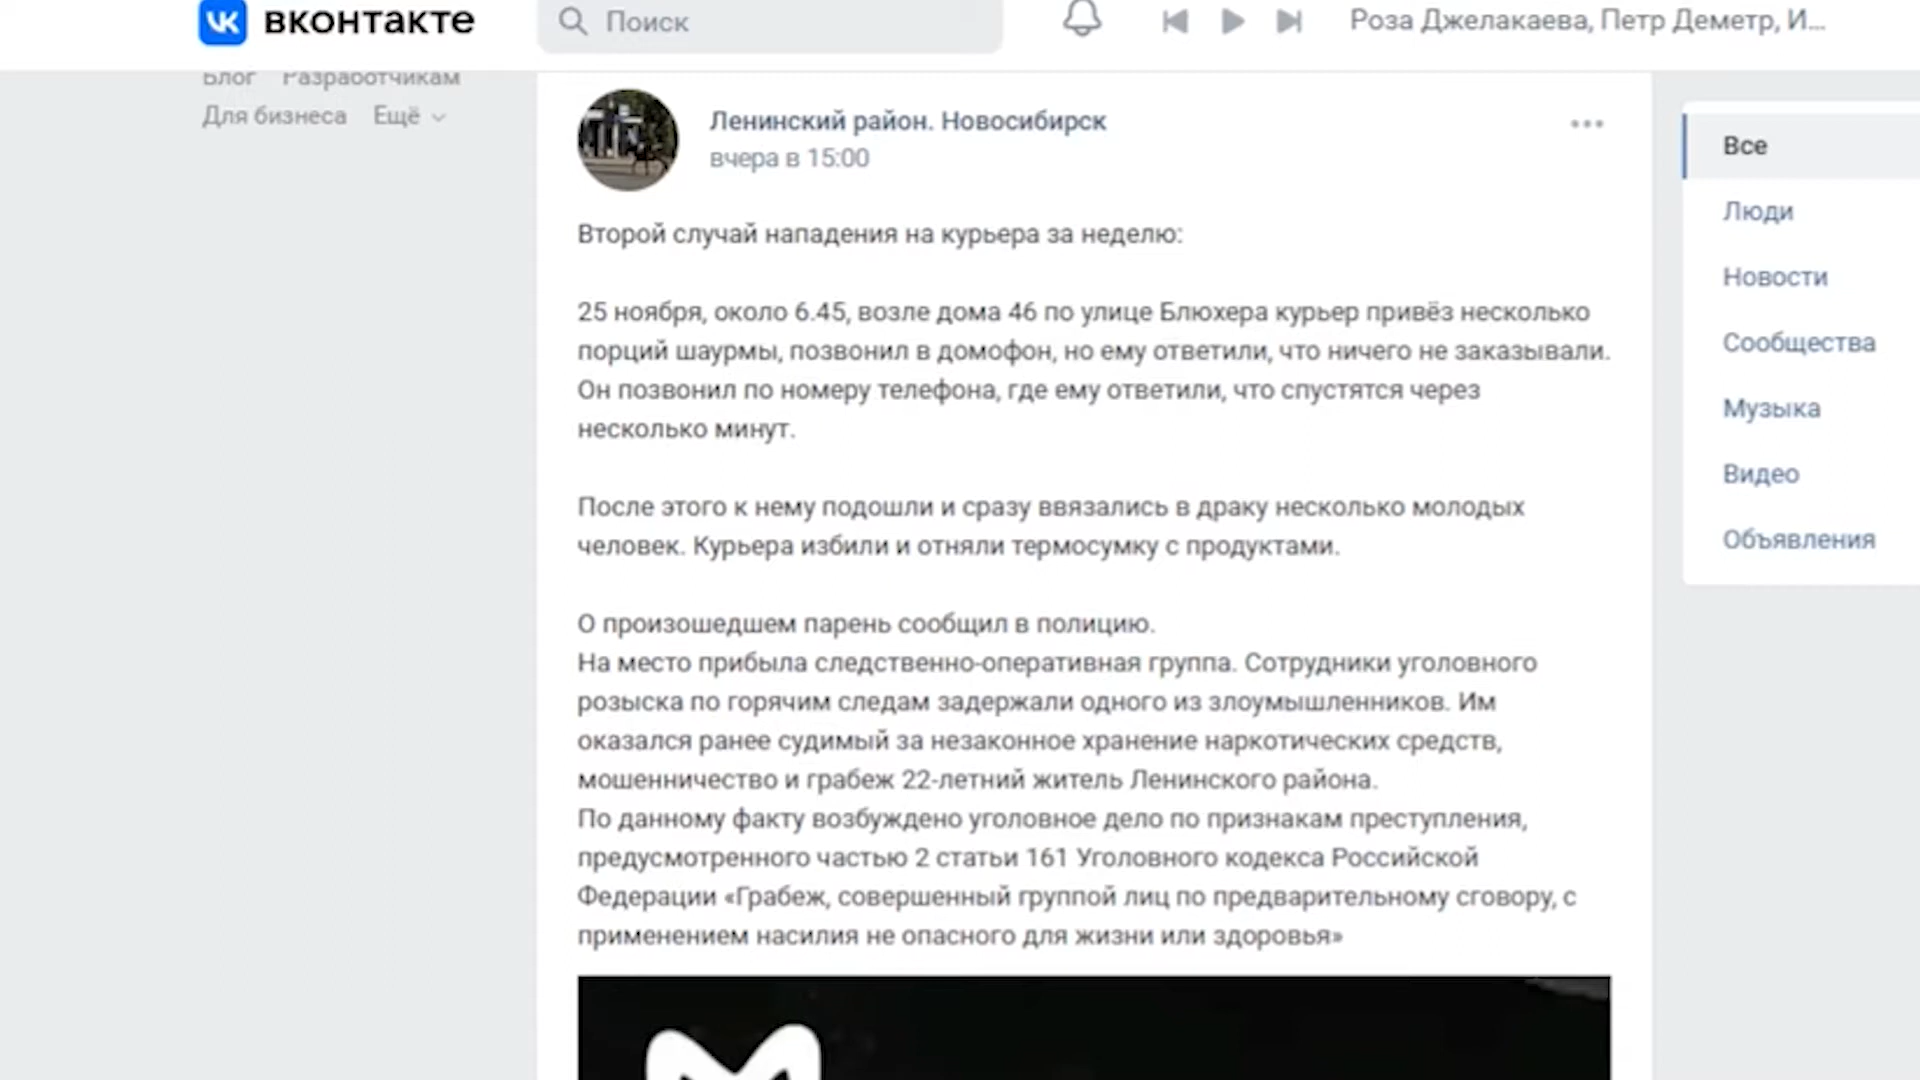 вконтакте
Поиск
Роза Джелакаева, Петр Деметр, И...
Блог Разработчикам
Для бизнеса Ещё
Ленинский район. Новосибирск
вчера в 15:00
Второй случай нападения на курьера за неделю:
25 ноября, около 6.45, возле дома 46 по улице Блюхера курьер привёз несколько
порций шаурмы, позвонил в домофон, но ему ответили, что ничего не заказывали.
Он позвонил по номеру телефона, где ему ответили, что спустятся через
несколько минут.
После этого к нему подошли и сразу ввязались в драку несколько молодых
человек. Курьера избили и отняли термосумку с продуктами.
О произошедшем парень сообщил в полицию.
На место прибыла следственно-оперативная группа. Сотрудники уголовного
розыска по горячим следам задержали одного из злоумышленников. Им
оказался ранее судимый за незаконное хранение наркотических средств,
мошенничество и грабеж 22-летний житель Ленинского района.
По данному факту возбуждено уголовное дело по признакам преступления,
предусмотренного частью 2 статьи 161 Уголовного кодекса Российской
Федерации «Грабеж, совершенный группой лиц по предварительному сговору, с
применением насилия не опасного для жизни или здоровья»
Все
Люди
Новости
Сообщества
Музыка
Видео
Объявления